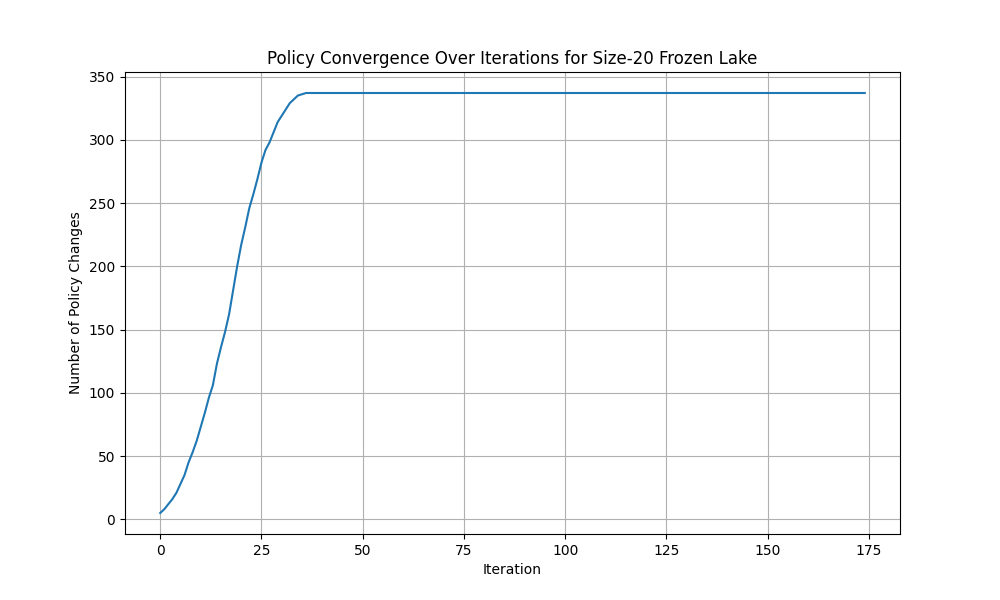 Policy Convergence Over Iterations for Size-20 Frozen Lake
350
300
250
200
150
100
50
0
Number of Policy Changes
0 25 50 75 100 125 150 175
Iteration